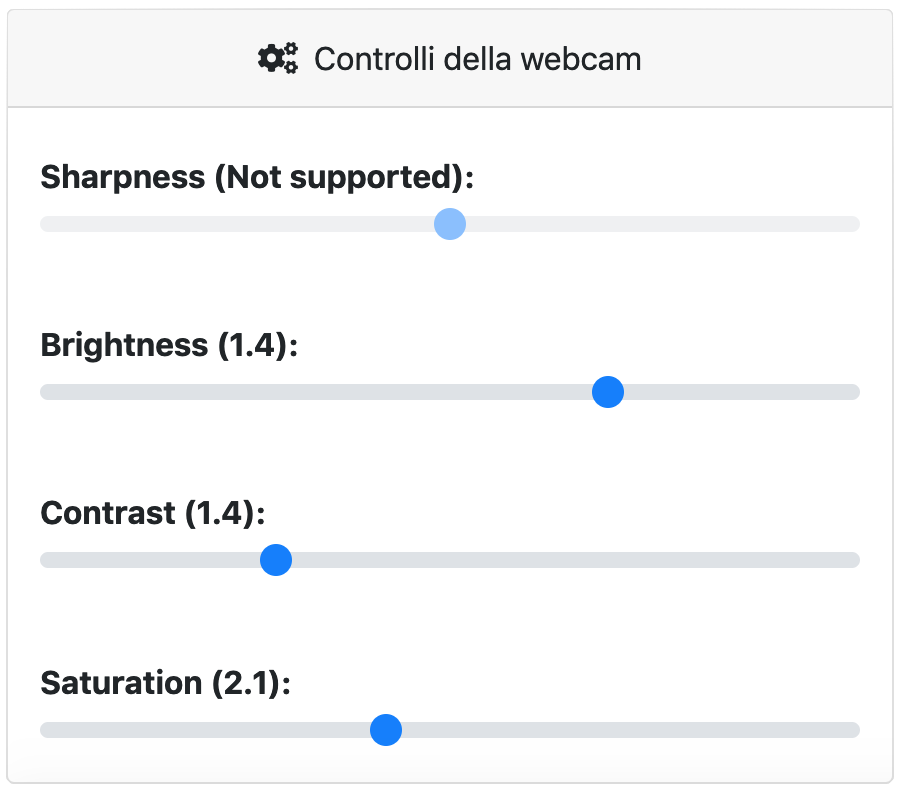 Controlli della webcam
Sharpness (Not supported):
Brightness (1.4):
Contrast (1.4):
Saturation (2.1):